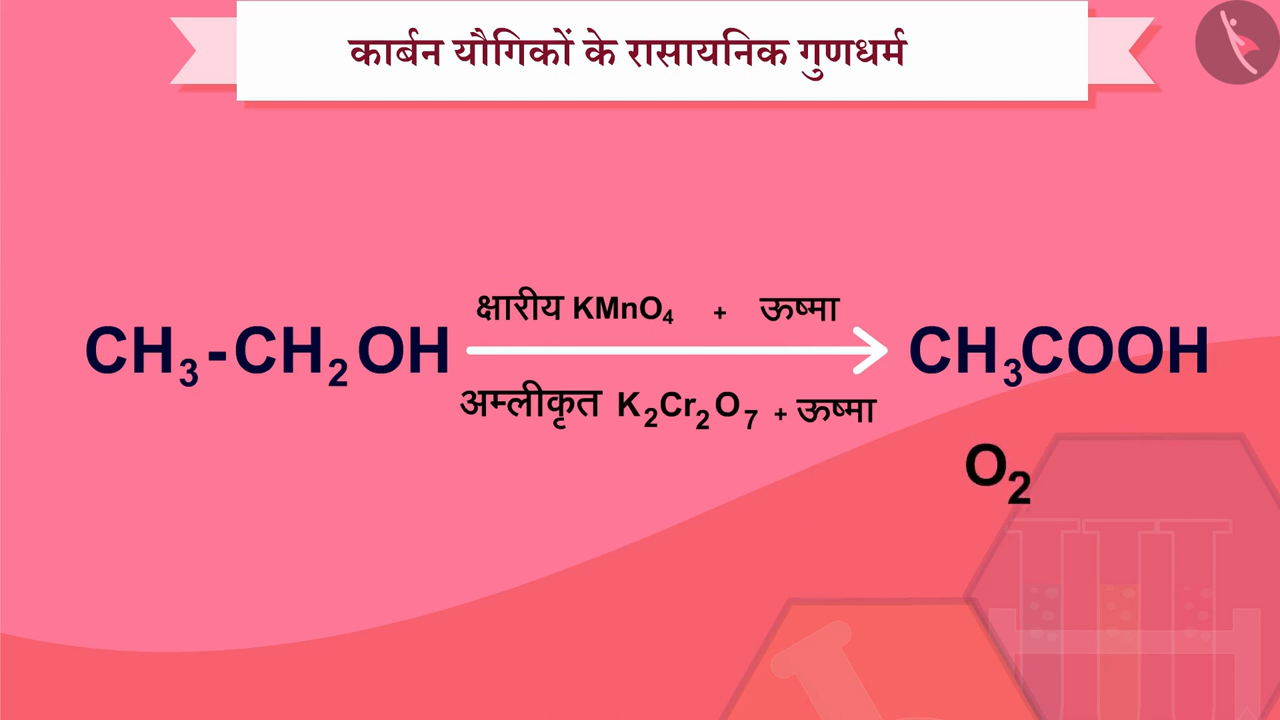 कार्बन यौगिकों के रासायनिक गुणधर्म
क्षारीय KMnO₄ + ऊष्मा
CH₃-CH₂OH CH₃COOH
अम्लीकृत K₂Cr₂O₇ + ऊष्मा
O₂